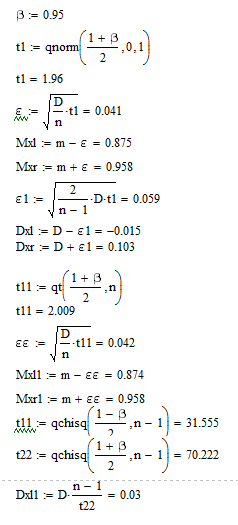 β := 0.95
t1 := qnorm((1 + β)/2, 0, 1)
t1 = 1.96
ε := √(D/n)·t1 = 0.041
Mxl := m − ε = 0.875
Mxr := m + ε = 0.958
ε1 := √(2/(n − 1))·D·t1 = 0.059
Dxl := D − ε1 = −0.015
Dxr := D + ε1 = 0.103
t11 := qt((1 + β)/2, n)
t11 = 2.009
εε := √(D/n)·t11 = 0.042
Mxl1 := m − εε = 0.874
Mxr1 := m + εε = 0.958
t11 := qchisq((1 − β)/2, n − 1) = 31.555
t22 := qchisq((1 + β)/2, n − 1) = 70.222
Dxl1 := D·(n − 1)/t22 = 0.03